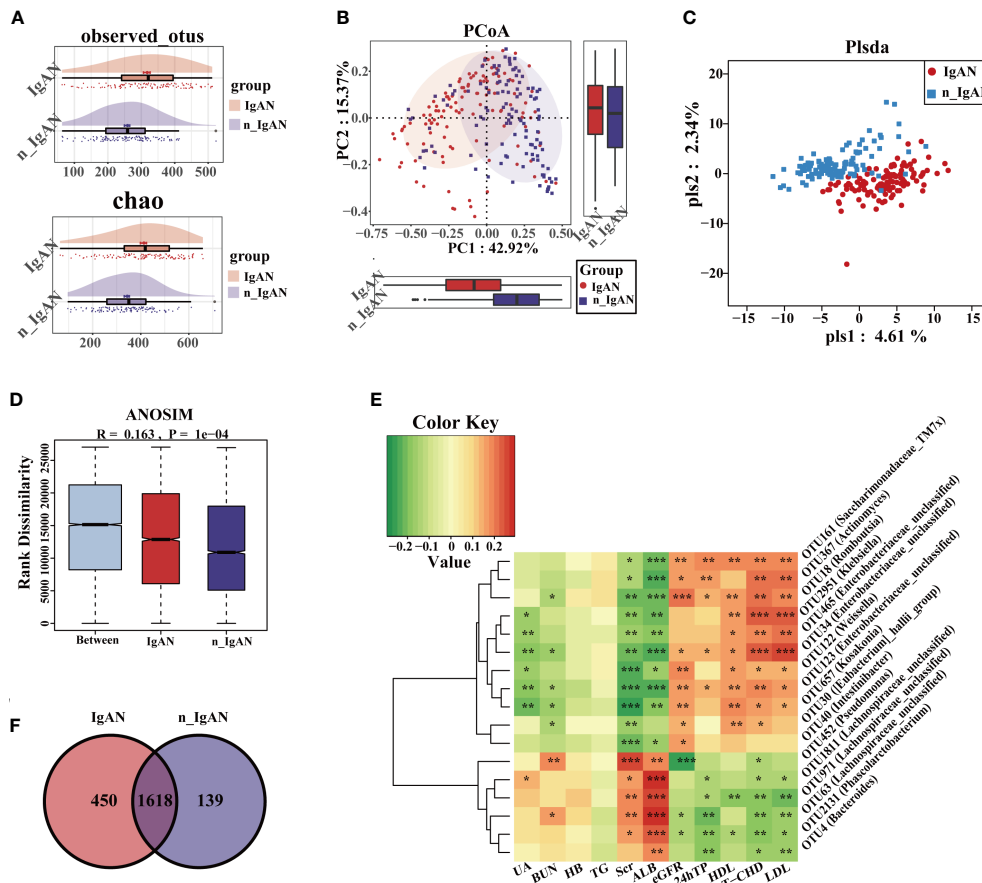 A
observed_otus
IgAN
n_IgAN
100 200 300 400 500
group
IgAN
n_IgAN
chao
IgAN
n_IgAN
200 400 600
group
IgAN
n_IgAN
B
PCoA
PC2 : 15.37%
0.2
0.0
−0.2
−0.4
−0.75 −0.50 −0.25 0.00 0.25 0.50
PC1 : 42.92%
IgAN
n_IgAN
IgAN
n_IgAN
Group
IgAN
n_IgAN
C
Plsda
IgAN
n_IgAN
pls2 : 2.34%
20
10
0
−10
−20
−15 −10 −5 0 5 10 15
pls1 : 4.61 %
D
ANOSIM
R = 0.163 , P = 1e−04
Rank Dissimilarity
0 5000 10000 15000 20000 25000
Between IgAN n_IgAN
E
Color Key
−0.2 −0.1 0 0.1 0.2
Value
OTU161 (Saccharimonadaceae_TM7x)
OTU367 (Actinomyces)
OTU18 (Romboutsia)
OTU2951 (Klebsiella)
OTU465 (Enterobacteriaceae_unclassified)
OTU54 (Enterobacteriaceae_unclassified)
OTU122 (Weissella)
OTU123 (Enterobacteriaceae_unclassified)
OTU657 (Kosakonia)
OTU30 ([Eubacterium]_hallii_group)
OTU40 (Intestinibacter)
OTU452 (Pseudomonas)
OTU1811 (Lachnospiraceae_unclassified)
OTU971 (Lachnospiraceae_unclassified)
OTU63 (Lachnospiraceae_unclassified)
OTU2131 (Phascolarctobacterium)
OTU4 (Bacteroides)
* *** ** ** ** ** **
* *** * ** ** **
* ** *** *** * * ** **
* ** ** ** *** ***
** ** ** * * **
** * ** *** * * * *** ***
* *** * ** * * *
** * ** *** * * ** ** *
** * *** ** * ** * *
* ** * ** * *
*** * *
** *** ** *** * *
* * *** * * *
** *** * ** ** **
* ** *** * ** * **
* *** * ** * ** **
** ** * **
UA BUN HB TG Scr ALB eGFR 24hTP HDL T−CHD LDL
F
IgAN n_IgAN
450 1618 139